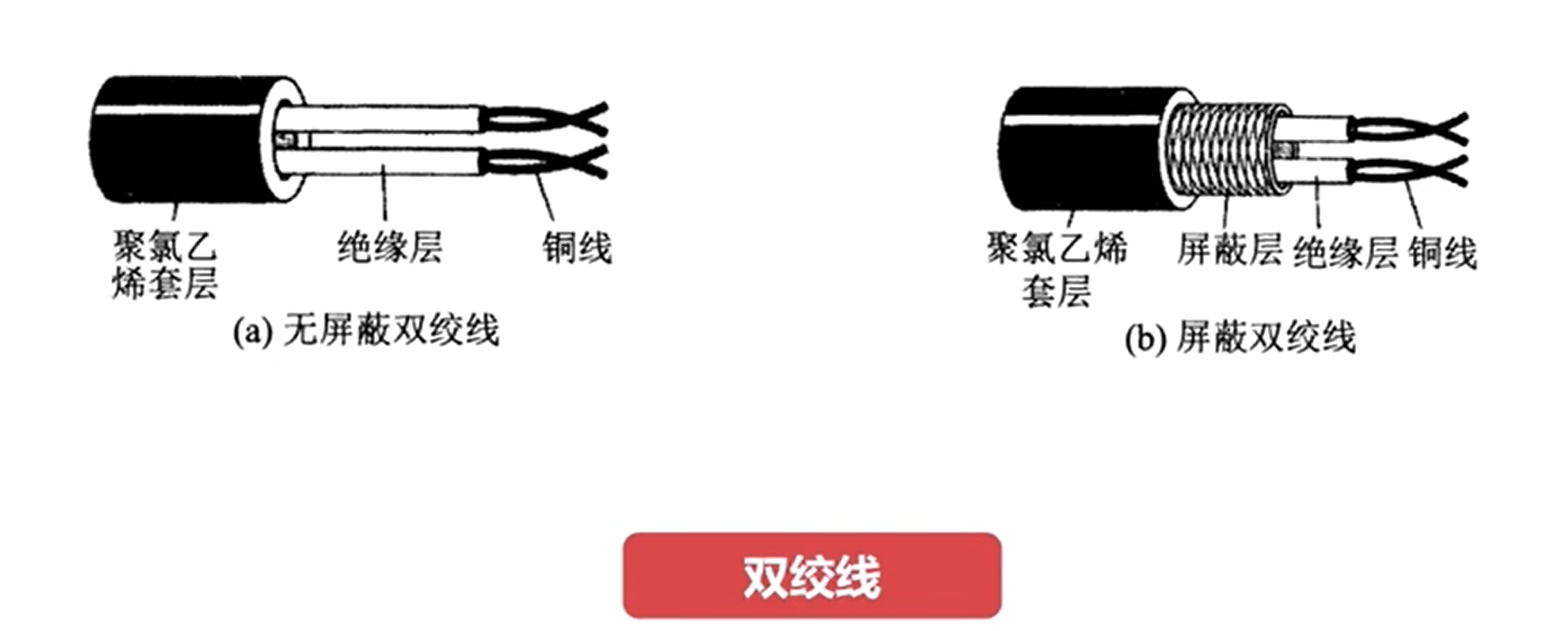 聚氯乙
烯套层
绝缘层
铜线
(a) 无屏蔽双绞线
聚氯乙烯
套层
屏蔽层
绝缘层
铜线
(b) 屏蔽双绞线
双绞线